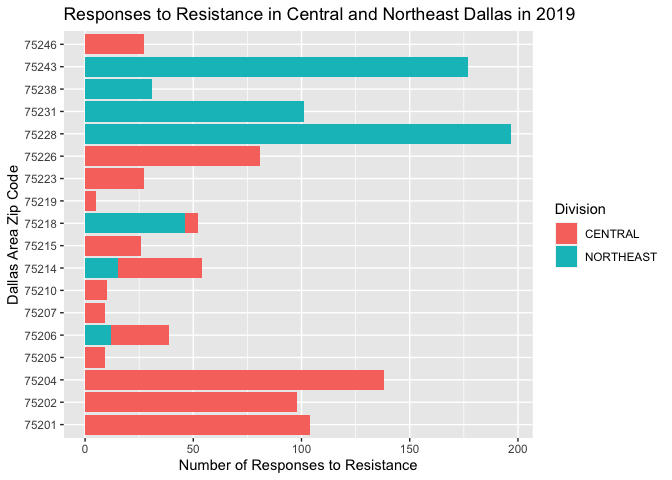 Responses to Resistance in Central and Northeast Dallas in 2019
75246
75243
75238
75231
75228
75226
75223
75219
75218
75215
75214
75210
75207
75206
75205
75204
75202
75201
Dallas Area Zip Code
0 50 100 150 200
Number of Responses to Resistance
Division
CENTRAL
NORTHEAST